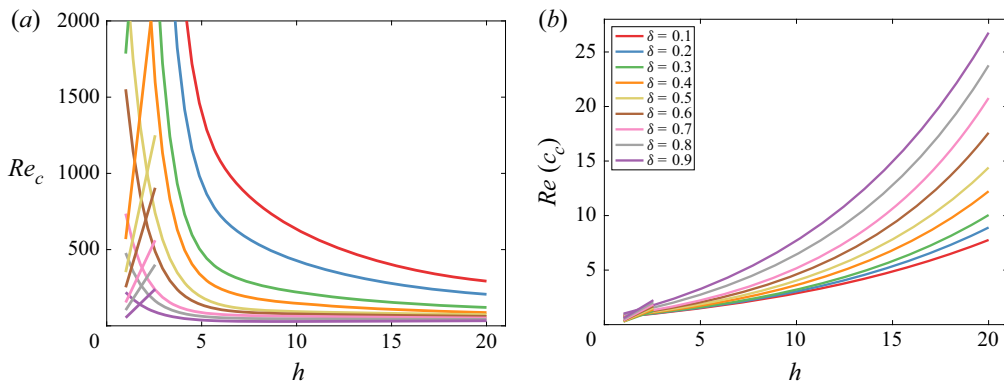 (a)
2000
1500
Re_c
1000
500
0
5
10
15
20
h
(b)
δ = 0.1
δ = 0.2
δ = 0.3
δ = 0.4
δ = 0.5
δ = 0.6
δ = 0.7
δ = 0.8
δ = 0.9
25
20
Re (c_c)
15
10
5
0
0
5
10
15
20
h